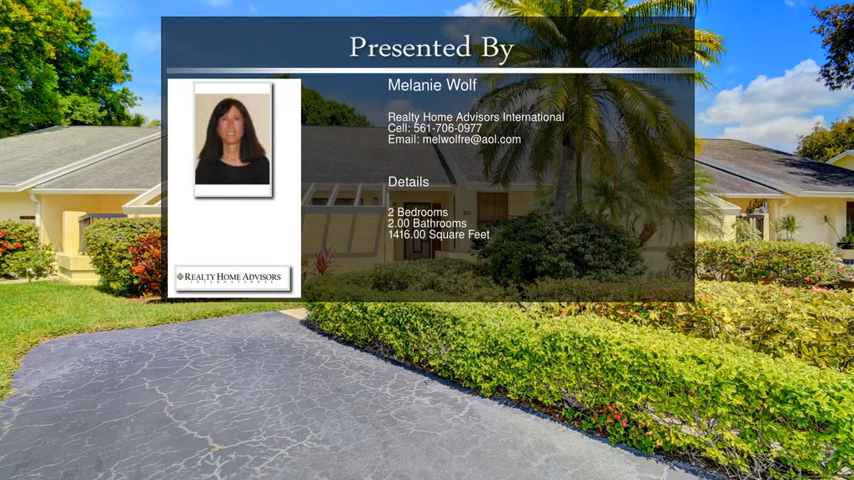 Presented By
Melanie Wolf
Realty Home Advisors International
Cell: 561-706-0977
Email: melwolfre@aol.com
Details
2 Bedrooms
2.00 Bathrooms
1416.00 Square Feet
REALTY HOME ADVISORS
INTERNATIONAL